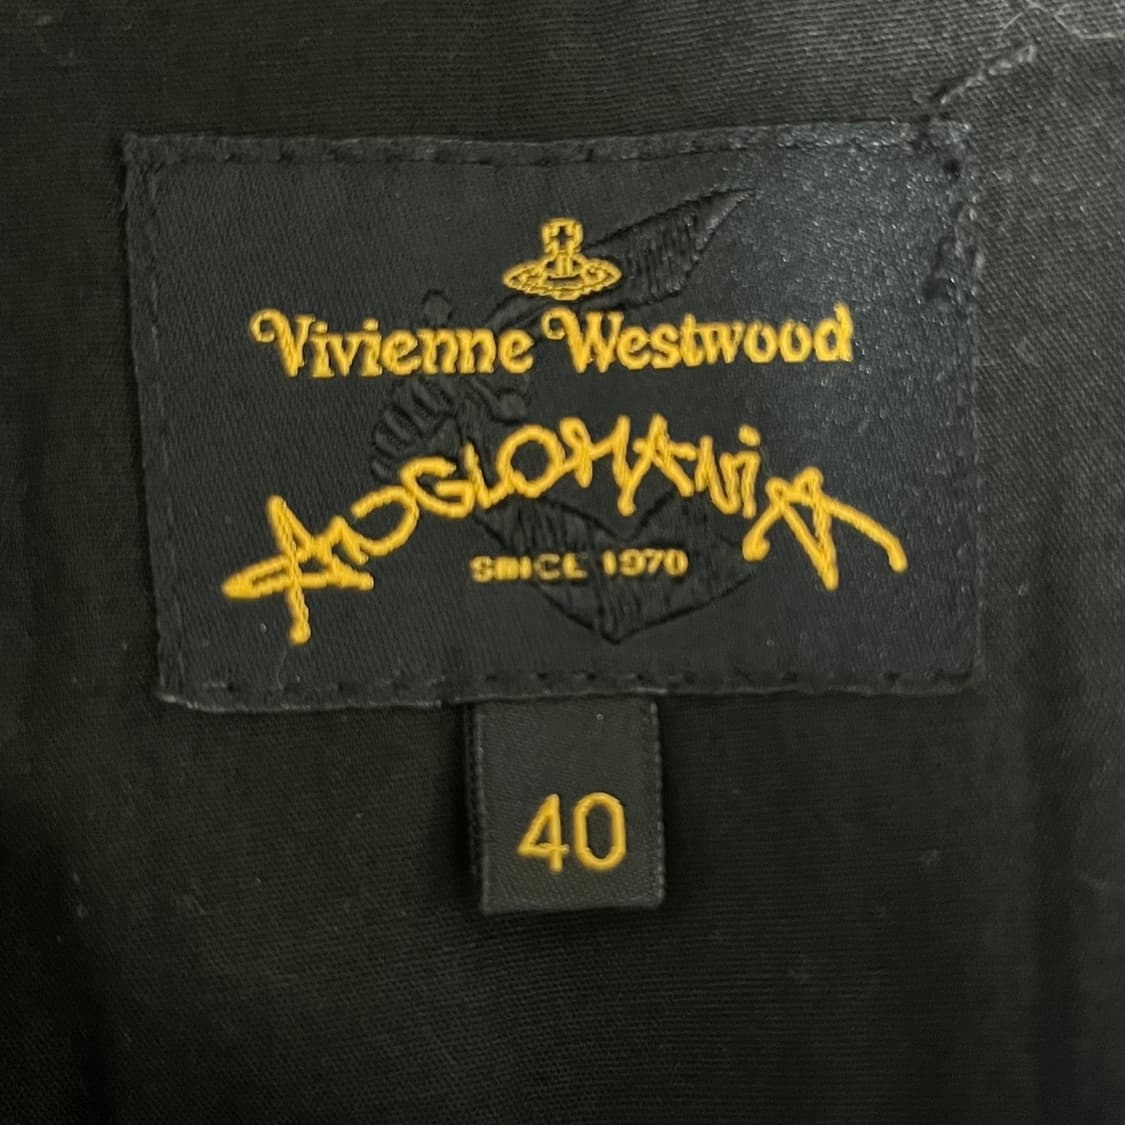 Vivienne Westwood
ANGLOMANIA
SINCE 1970
40